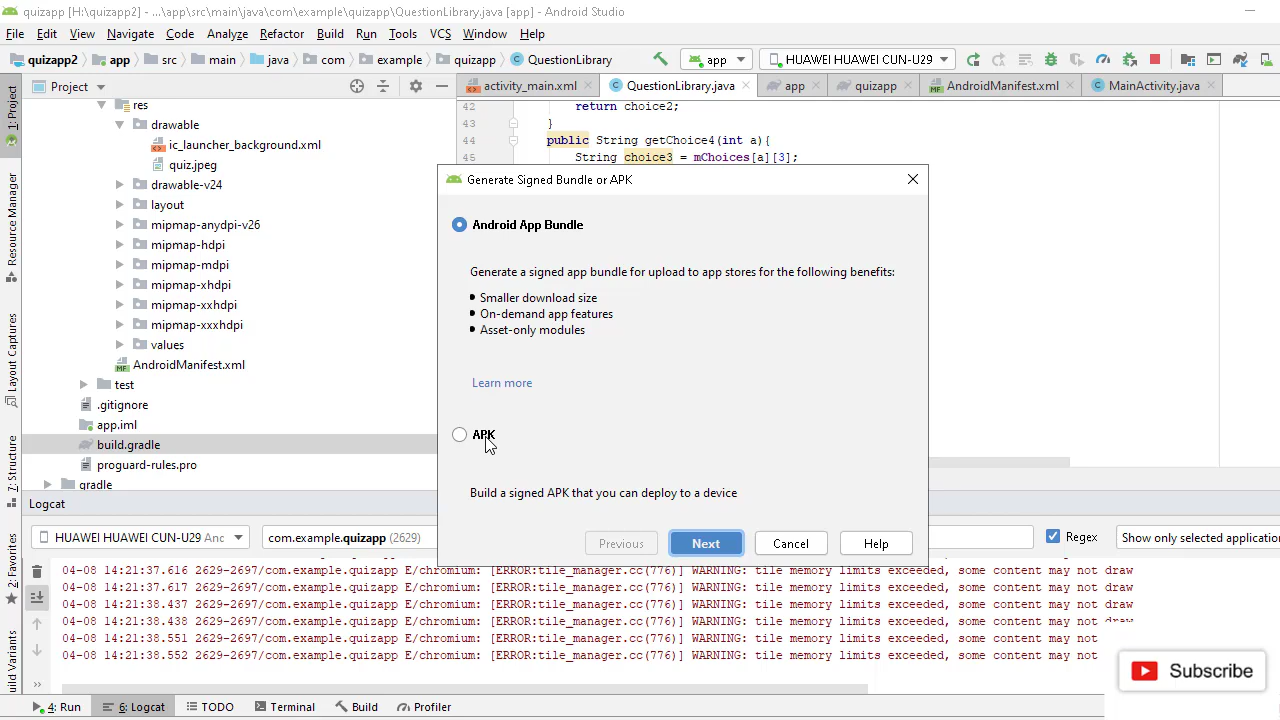 quizapp [H:\quizapp2] - ...\app\src\main\java\com\example\quizapp\QuestionLibrary.java [app] - Android Studio
File Edit View Navigate Code Analyze Refactor Build Run Tools VCS Window Help
quizapp2 app src main java com example quizapp QuestionLibrary app HUAWEI HUAWEI CUN-U29
1: Project
Resource Manager
Layout Captures
7: Structure
2: Favorites
uild Variants
Project
activity_main.xml QuestionLibrary.java app quizapp AndroidManifest.xml MainActivity.java
res
drawable
ic_launcher_background.xml
quiz.jpeg
drawable-v24
layout
mipmap-anydpi-v26
mipmap-hdpi
mipmap-mdpi
mipmap-xhdpi
mipmap-xxhdpi
mipmap-xxxhdpi
values
AndroidManifest.xml
test
.gitignore
app.iml
build.gradle
proguard-rules.pro
gradle
42 return choice2;
43 }
44 public String getChoice4(int a){
45 String choice3 = mChoices[a][3];
Generate Signed Bundle or APK
Android App Bundle
Generate a signed app bundle for upload to app stores for the following benefits:
Smaller download size
On-demand app features
Asset-only modules
Learn more
APK
Build a signed APK that you can deploy to a device
Previous Next Cancel Help
Logcat
HUAWEI HUAWEI CUN-U29 Anc com.example.quizapp (2629) Regex Show only selected application
04-08 14:21:37.616 2629-2697/com.example.quizapp E/chromium: [ERROR:tile_manager.cc(776)] WARNING: tile memory limits exceeded, some content may not draw
04-08 14:21:37.617 2629-2697/com.example.quizapp E/chromium: [ERROR:tile_manager.cc(776)] WARNING: tile memory limits exceeded, some content may not draw
04-08 14:21:38.437 2629-2697/com.example.quizapp E/chromium: [ERROR:tile_manager.cc(776)] WARNING: tile memory limits exceeded, some content may not draw
04-08 14:21:38.438 2629-2697/com.example.quizapp E/chromium: [ERROR:tile_manager.cc(776)] WARNING: tile memory limits exceeded, some content may not draw
04-08 14:21:38.551 2629-2697/com.example.quizapp E/chromium: [ERROR:tile_manager.cc(776)] WARNING: tile memory limits exceeded, some content may not
04-08 14:21:38.552 2629-2697/com.example.quizapp E/chromium: [ERROR:tile_manager.cc(776)] WARNING: tile memory limits exceeded, some content may not
Subscribe
4: Run 6: Logcat TODO Terminal Build Profiler